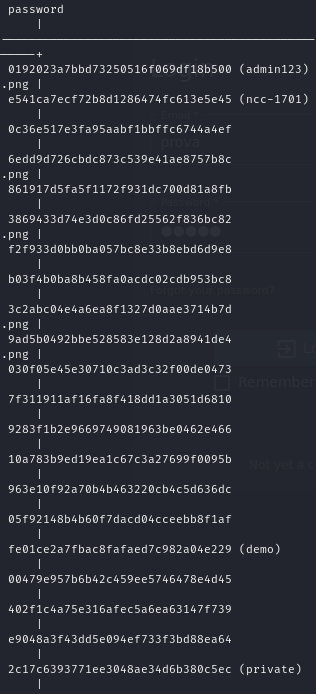 password
|
+
0192023a7bbd73250516f069df18b500 (admin123)
.png |
e541ca7ecf72b8d1286474fc613e5e45 (ncc-1701)
|
0c36e517e3fa95aabf1bbffc6744a4ef
|
6edd9d726cbdc873c539e41ae8757b8c
.png |
861917d5fa5f1172f931dc700d81a8fb
|
3869433d74e3d0c86fd25562f836bc82
.png |
f2f933d0bb0ba057bc8e33b8ebd6d9e8
|
b03f4b0ba8b458fa0acdc02cdb953bc8
|
3c2abc04e4a6ea8f1327d0aae3714b7d
.png |
9ad5b0492bbe528583e128d2a8941de4
.png |
030f05e45e30710c3ad3c32f00de0473
|
7f311911af16fa8f418dd1a3051d6810
|
9283f1b2e9669749081963be0462e466
|
10a783b9ed19ea1c67c3a27699f0095b
|
963e10f92a70b4b463220cb4c5d636dc
|
05f92148b4b60f7dacd04cceebb8f1af
|
fe01ce2a7fbac8fafaed7c982a04e229 (demo)
|
00479e957b6b42c459ee5746478e4d45
|
402f1c4a75e316afec5a6ea63147f739
|
e9048a3f43dd5e094ef733f3bd88ea64
|
2c17c6393771ee3048ae34d6b380c5ec (private)
|